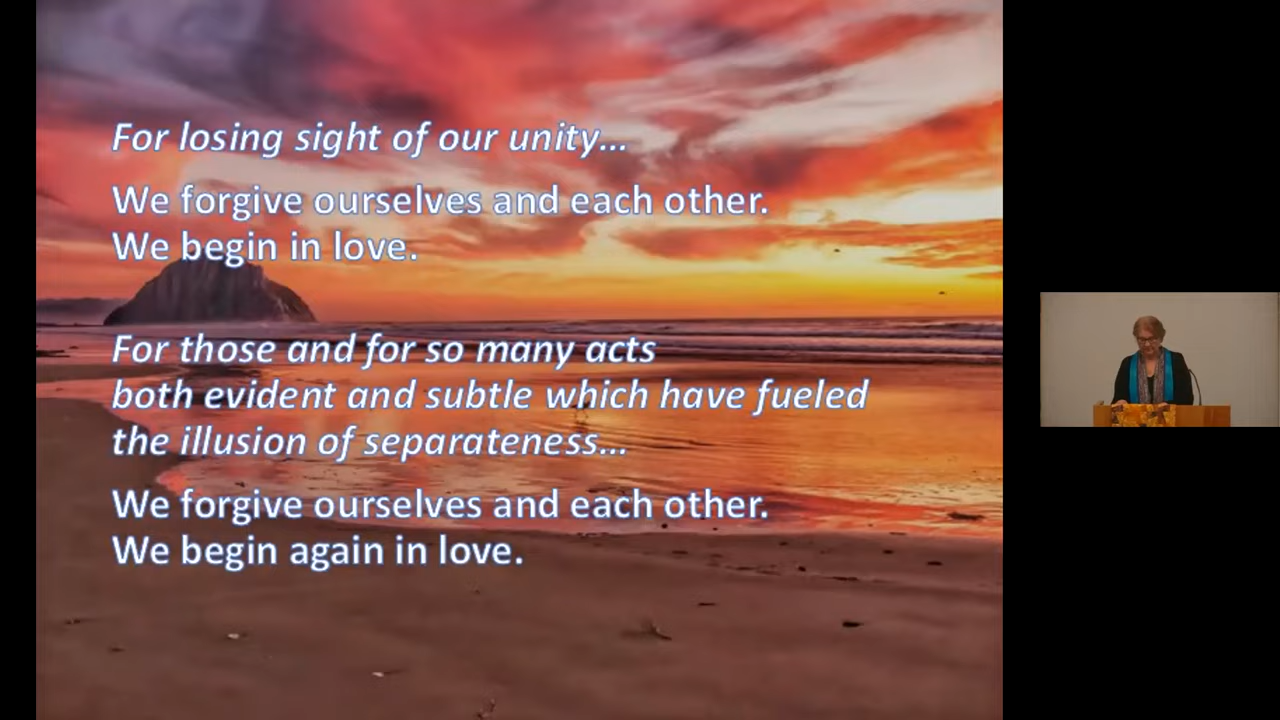 For losing sight of our unity...
We forgive ourselves and each other.
We begin in love.
For those and for so many acts
both evident and subtle which have fueled
the illusion of separateness...
We forgive ourselves and each other.
We begin again in love.